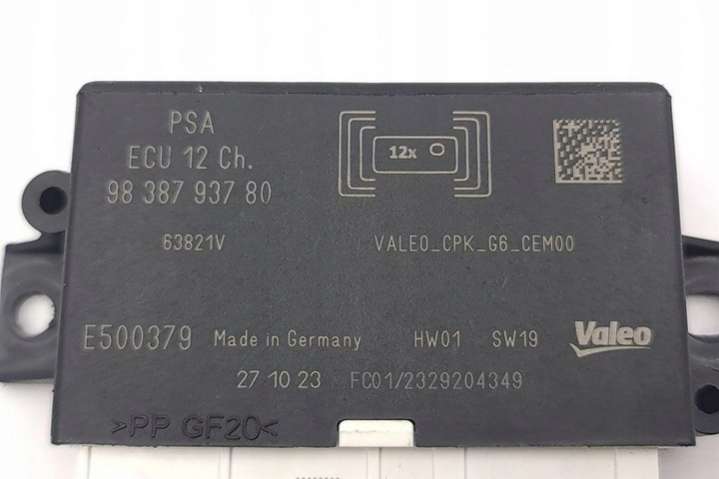 PSA
ECU 12 Ch.
98 387 937 80
12x
63821V
VALEO_CPK_G6_CEM00
E500379
Made in Germany
HW01 SW19
Valeo
27 10 23 FC01/2329204349
>PP GF20<